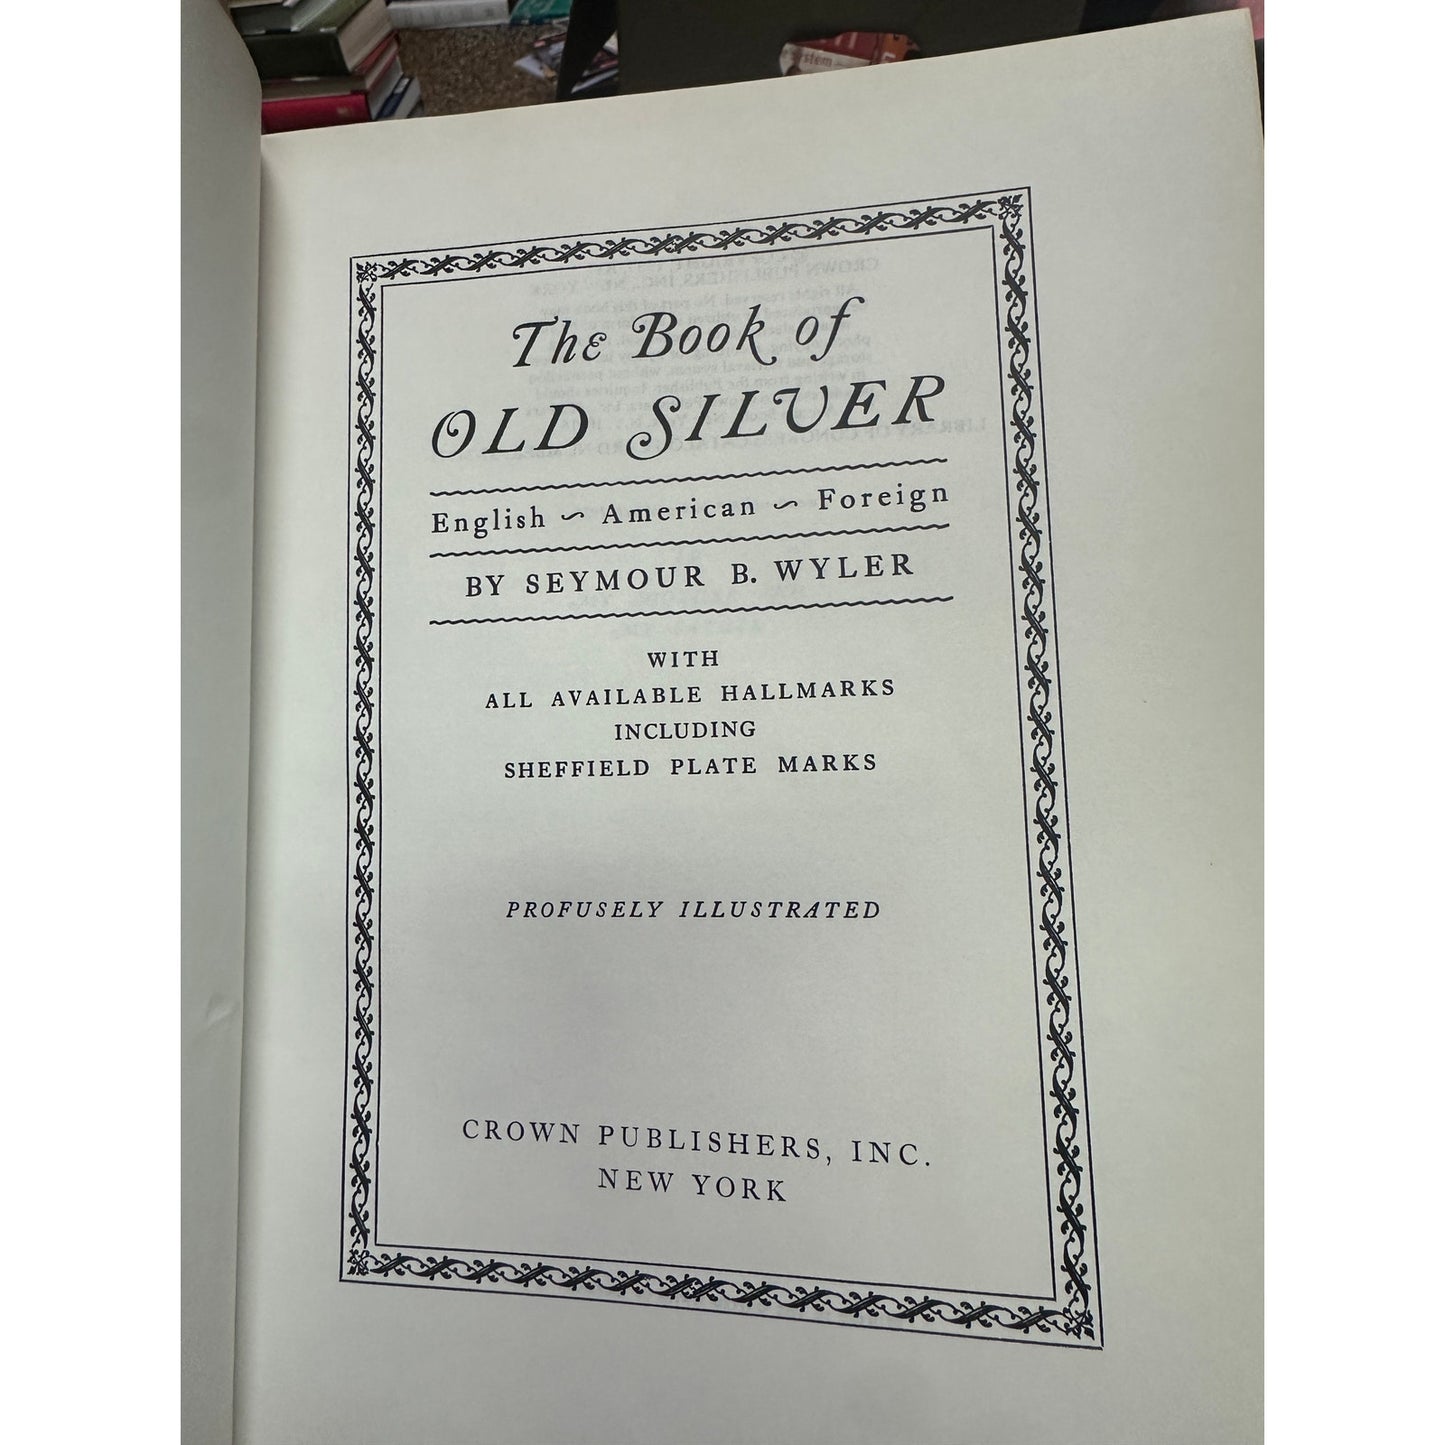 The Book of
OLD SILVER
English ~ American ~ Foreign
BY SEYMOUR B. WYLER
WITH
ALL AVAILABLE HALLMARKS
INCLUDING
SHEFFIELD PLATE MARKS
PROFUSELY ILLUSTRATED
CROWN PUBLISHERS, INC.
NEW YORK